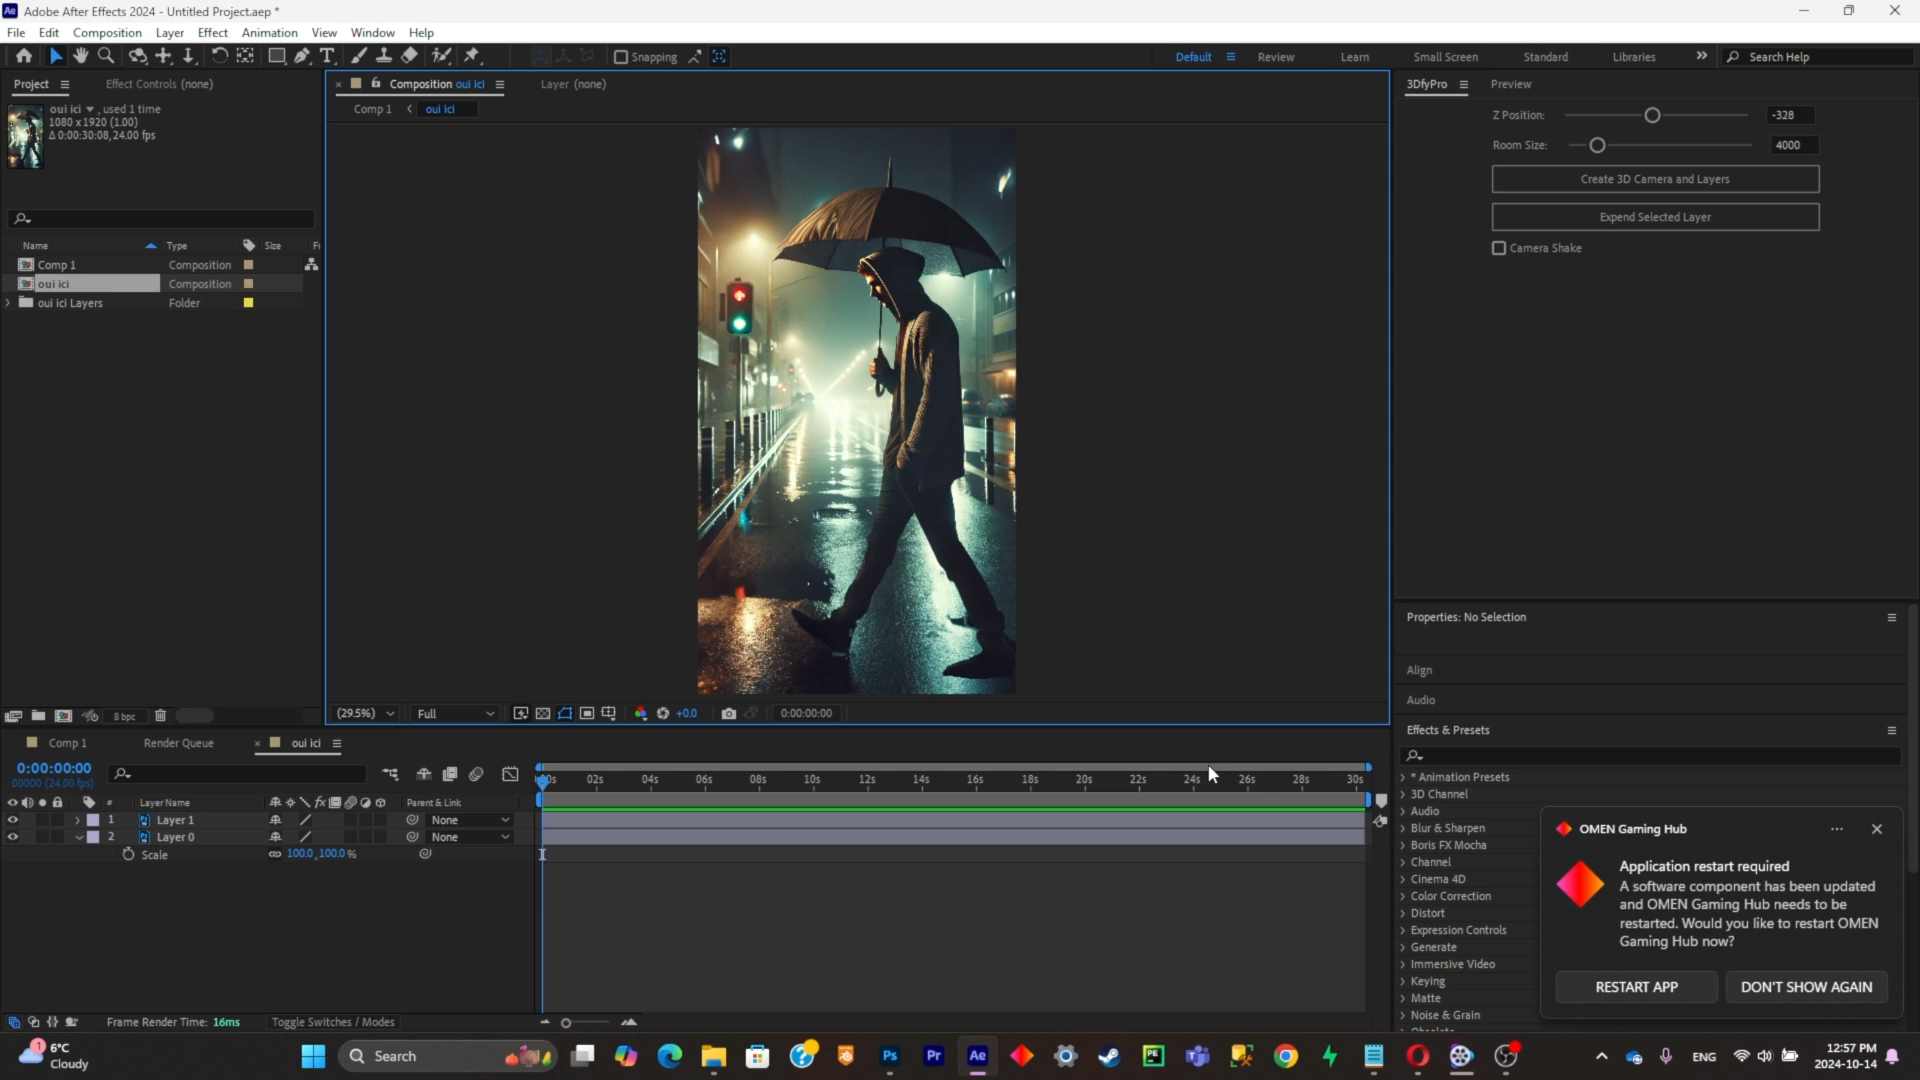 Adobe After Effects 2024 - Untitled Project.aep *
File Edit Composition Layer Effect Animation View Window Help
Snapping
Default Review Learn Small Screen Standard Libraries Search Help
Project Effect Controls (none)
oui ici , used 1 time
1080 x 1920 (1.00)
Δ 0:00:30:08, 24.00 fps
Name Type Size
Comp 1 Composition
oui ici Composition
oui ici Layers Folder
8 bpc
Composition oui ici Layer (none)
Comp 1 oui ici
(29.5%) Full +0.0 0:00:00:00
3DfyPro Preview
Z Position: -328
Room Size: 4000
Create 3D Camera and Layers
Expend Selected Layer
Camera Shake
Properties: No Selection
Align
Audio
Effects & Presets
* Animation Presets
3D Channel
Audio
Blur & Sharpen
Boris FX Mocha
Channel
Cinema 4D
Color Correction
Distort
Expression Controls
Generate
Immersive Video
Keying
Matte
Noise & Grain
OMEN Gaming Hub
Application restart required
A software component has been updated
and OMEN Gaming Hub needs to be
restarted. Would you like to restart OMEN
Gaming Hub now?
RESTART APP DON'T SHOW AGAIN
Comp 1 Render Queue oui ici
0:00:00:00
00000 (24.00 fps)
02s 04s 06s 08s 10s 12s 14s 16s 18s 20s 22s 24s 26s 28s 30s
# Layer Name fx Parent & Link
1 Layer 1 None
2 Layer 0 None
Scale 100.0, 100.0 %
Frame Render Time: 16ms Toggle Switches / Modes
1
6°C
Cloudy
Search
Ps Pr Ae PE
ENG
12:57 PM
2024-10-14